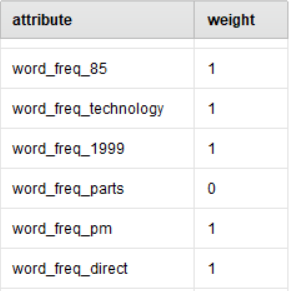 attribute weight
word_freq_85 1
word_freq_technology 1
word_freq_1999 1
word_freq_parts 0
word_freq_pm 1
word_freq_direct 1